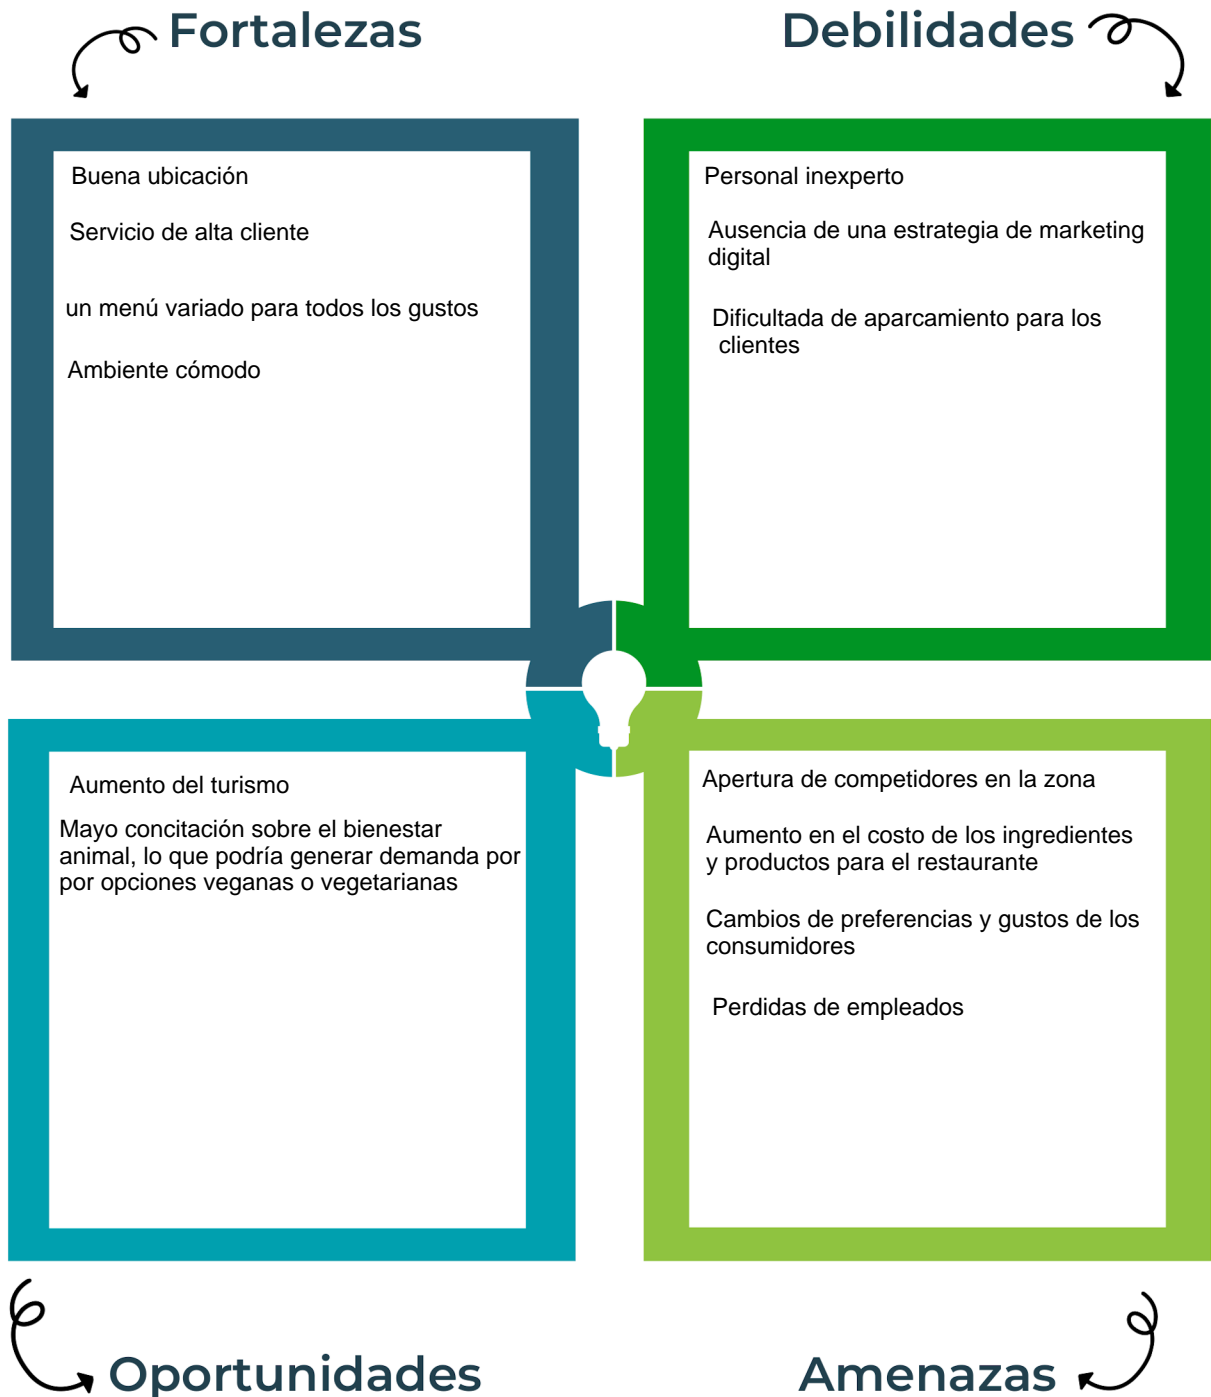 Fortalezas
Buena ubicación
Servicio de alta cliente
un menú variado para todos los gustos
Ambiente cómodo
Debilidades
Personal inexperto
Ausencia de una estrategia de marketing
digital
Dificultada de aparcamiento para los
clientes
Aumento del turismo
Mayo concitación sobre el bienestar
animal, lo que podría generar demanda por
por opciones veganas o vegetarianas
Oportunidades
Apertura de competidores en la zona
Aumento en el costo de los ingredientes
y productos para el restaurante
Cambios de preferencias y gustos de los
consumidores
Perdidas de empleados
Amenazas